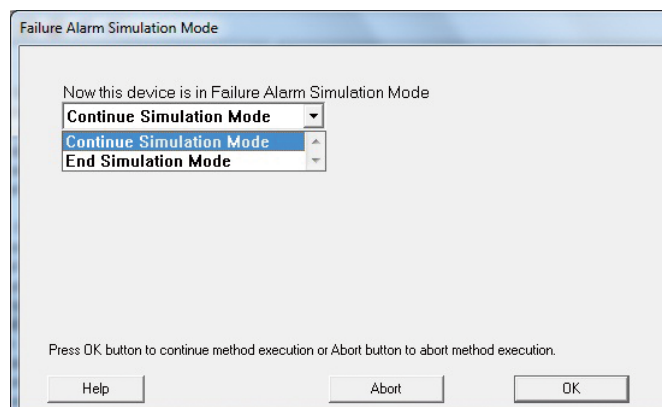 Failure Alarm Simulation Mode
Now this device is in Failure Alarm Simulation Mode
Continue Simulation Mode
Continue Simulation Mode
End Simulation Mode
Press OK button to continue method execution or Abort button to abort method execution.
Help Abort OK